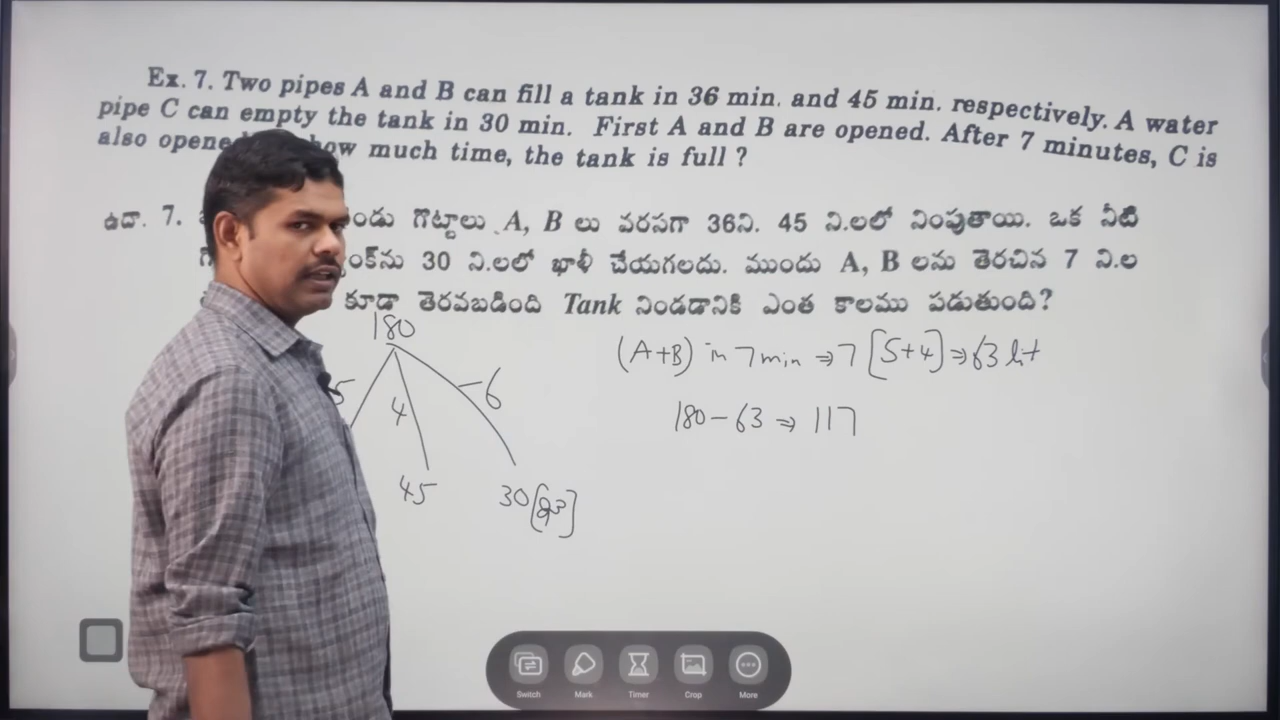 Ex. 7. Two pipes A and B can fill a tank in 36 min. and 45 min. respectively. A water
pipe C can empty the tank in 30 min. First A and B are opened. After 7 minutes, C is
also how much time, the tank is full ?
ఉదా. 7. గొట్టాలు A, B లు వరసగా 36ని. 45 ని.లలో నింపుతాయి. ఒక నీటి
30 ని.లలో ఖాళీ చేయగలదు. ముందు A, B లను తెరచిన 7 ని.ల
కూడా తెరవబడింది Tank నిండడానికి ఎంత కాలము పడుతుంది?
180
(A+B) in 7 min ⇒ 7 [5+4] ⇒ 63 lit
5 4 -6
180 - 63 ⇒ 117
45 30
Switch Mark Timer Crop More